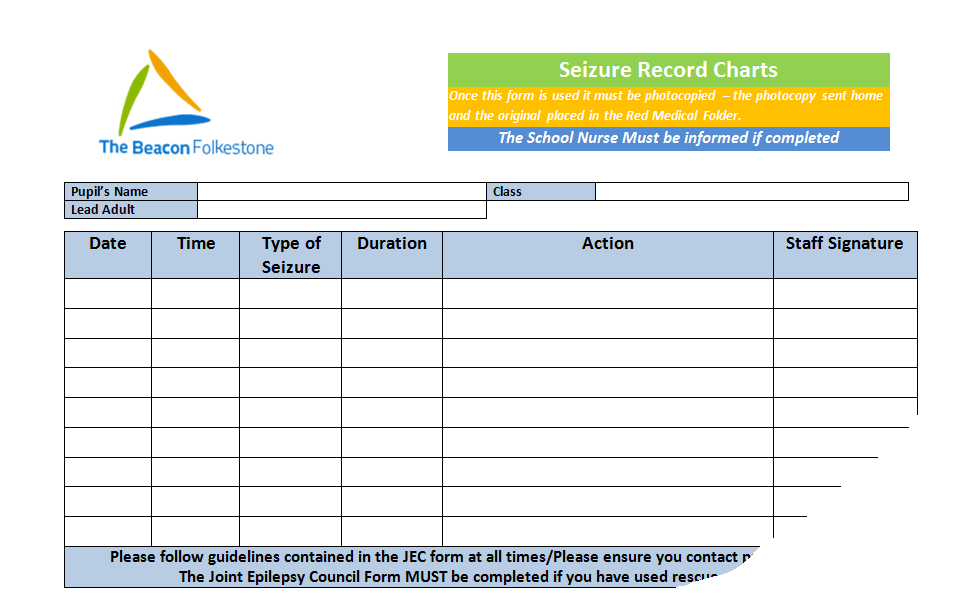 The Beacon Folkestone
Seizure Record Charts
Once this form is used it must be photocopied – the photocopy sent home
and the original placed in the Red Medical Folder.
The School Nurse Must be informed if completed
Pupil's Name Class
Lead Adult
Date Time Type of Seizure Duration Action Staff Signature
Please follow guidelines contained in the JEC form at all times/Please ensure you contact
The Joint Epilepsy Council Form MUST be completed if you have used